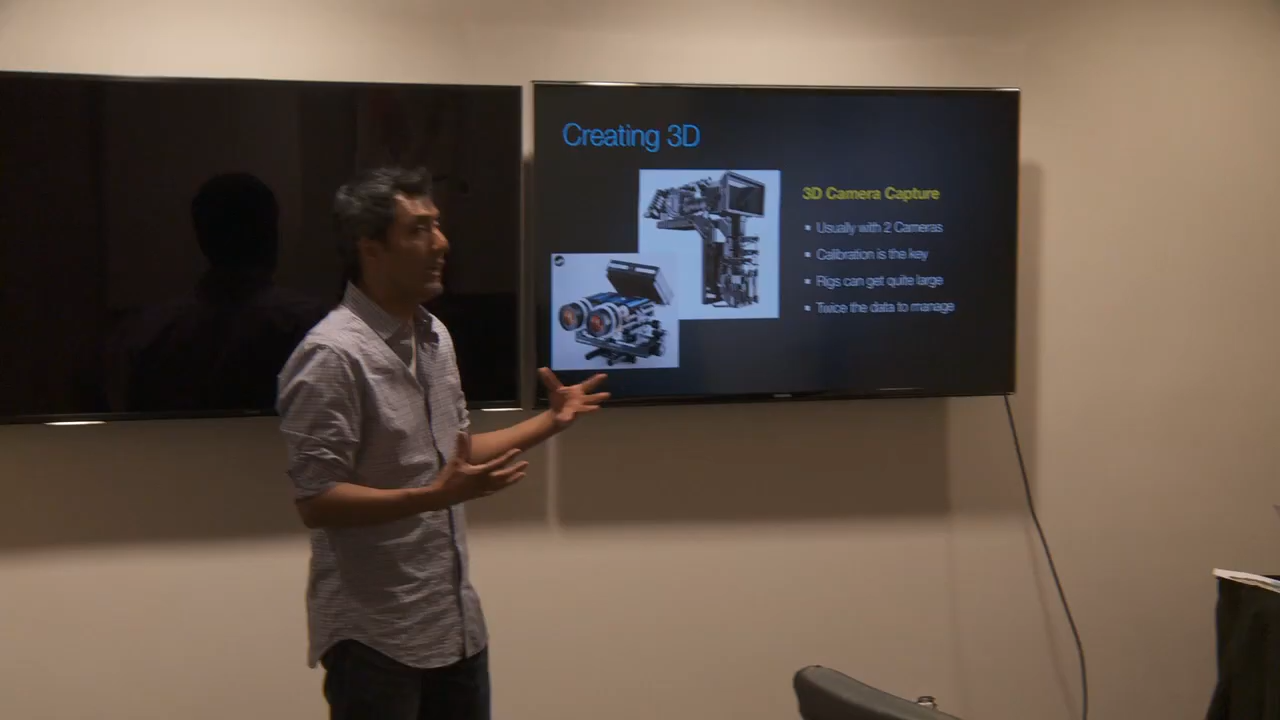 Creating 3D
3D Camera Capture
▪ Usually with 2 Cameras
▪ Calibration is the key
▪ Rigs can get quite large
▪ Twice the data to manage